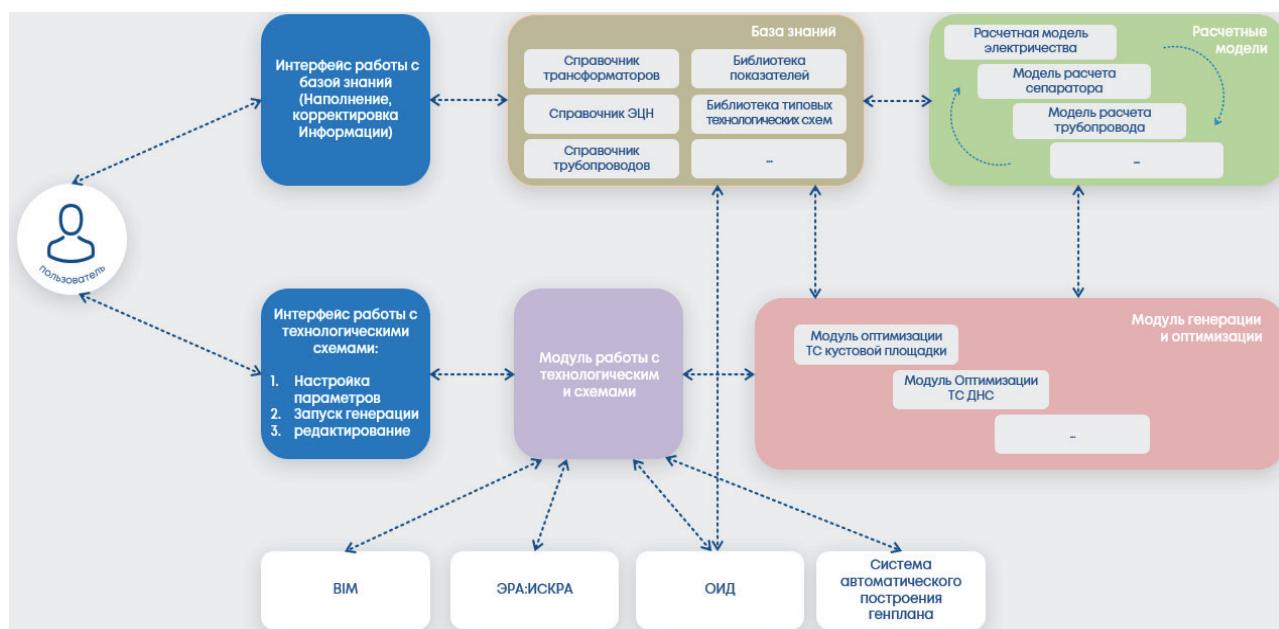 Интерфейс работы с
базой знаний
(Наполнение,
корректировка
Информации)
База знаний
Справочник
трансформаторов
Библиотека
показателей
Справочник ЭЦН
Библиотека типовых
технологических схем
Справочник
трубопроводов
...
Расчетные
модели
Расчетная модель
электричества
Модель расчета
сепаратора
Модель расчета
трубопровода
...
пользователь
Интерфейс работы с
технологическими
схемами:
1. Настройка
параметров
2. Запуск генерации
3. редактирование
Модуль работы с
технологическим
и схемами
Модуль генерации
и оптимизации
Модуль оптимизации
ТС кустовой площадки
Модуль Оптимизации
ТС ДНС
...
BIM
ЭРА:ИСКРА
ОИД
Система
автоматического
построения
генплана